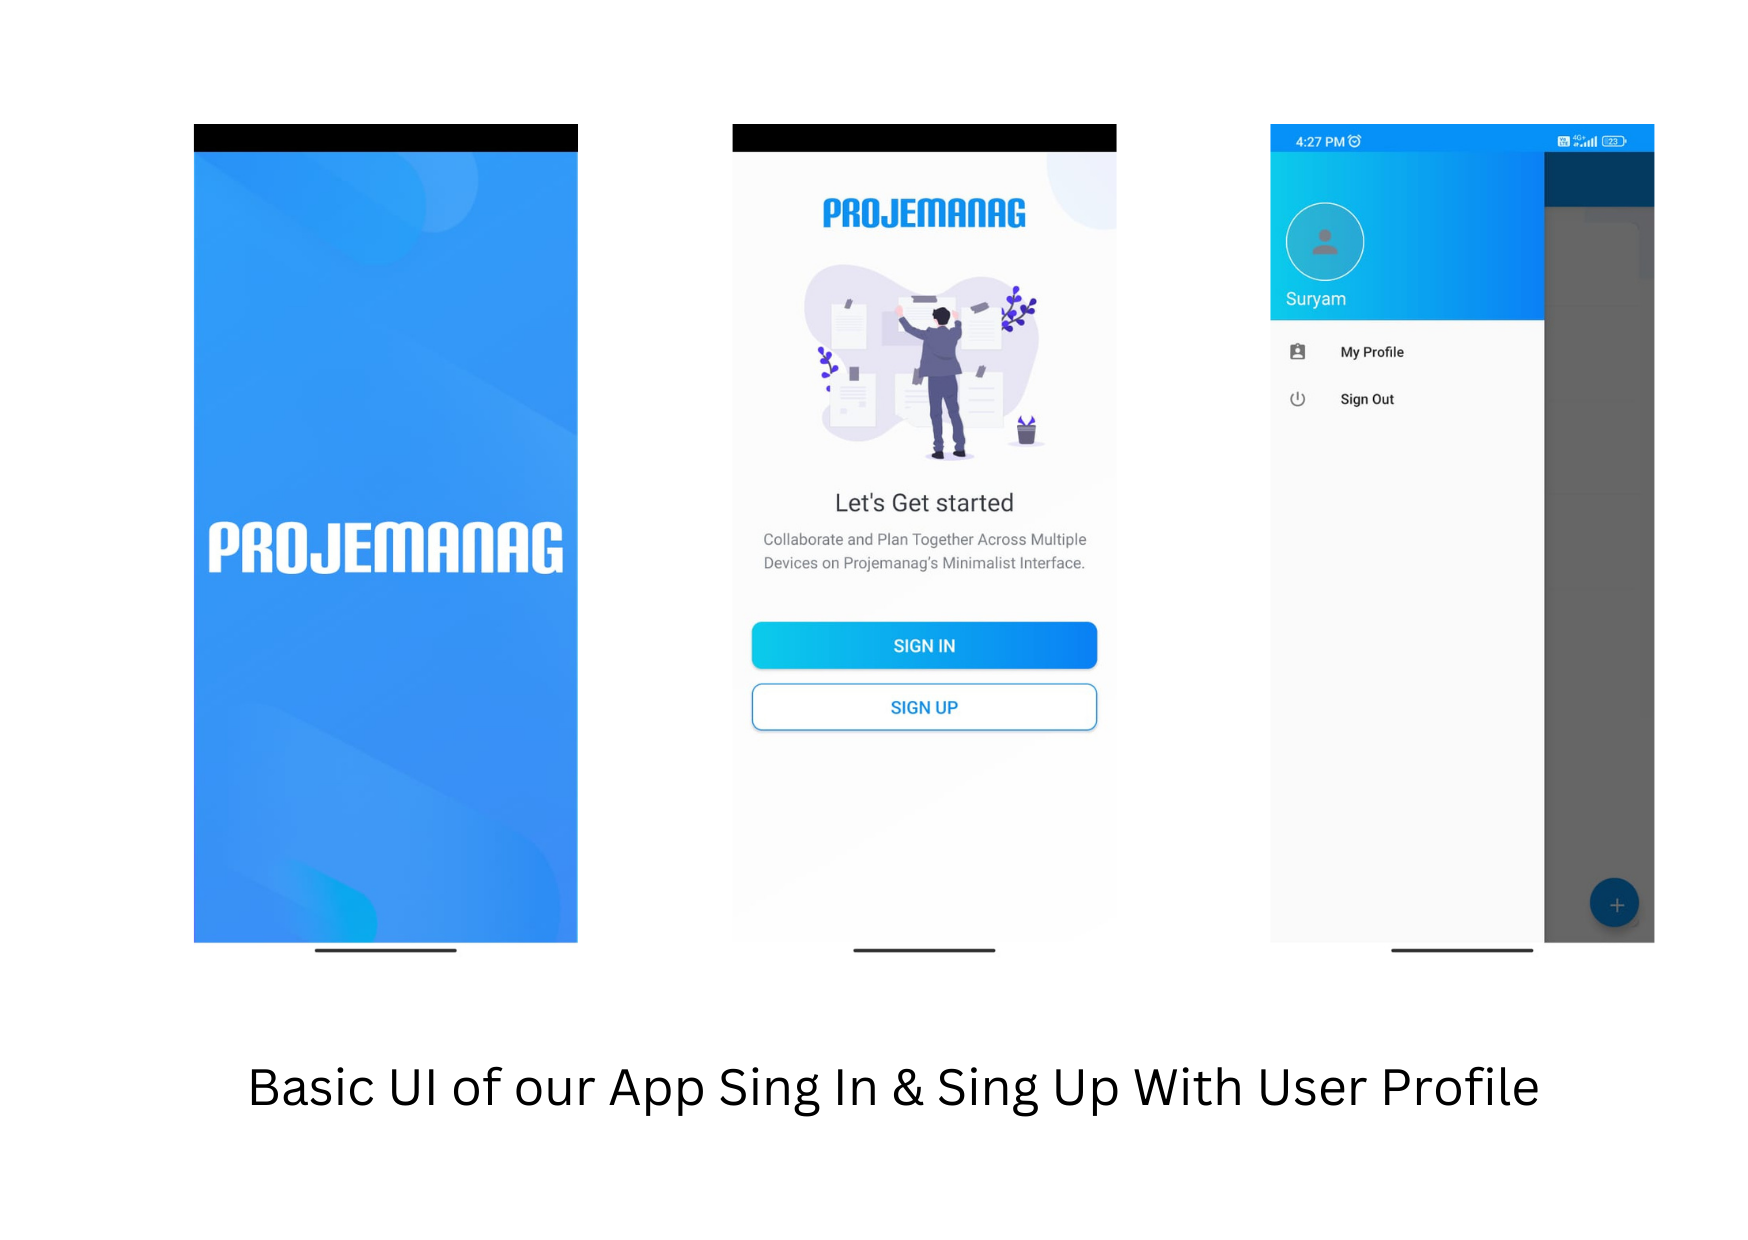 PROJEMANAG
PROJEMANAG
Let's Get started
Collaborate and Plan Together Across Multiple
Devices on Projemanag's Minimalist Interface.
SIGN IN
SIGN UP
4:27 PM
4G+
23
Suryam
My Profile
Sign Out
Basic UI of our App Sing In & Sing Up With User Profile